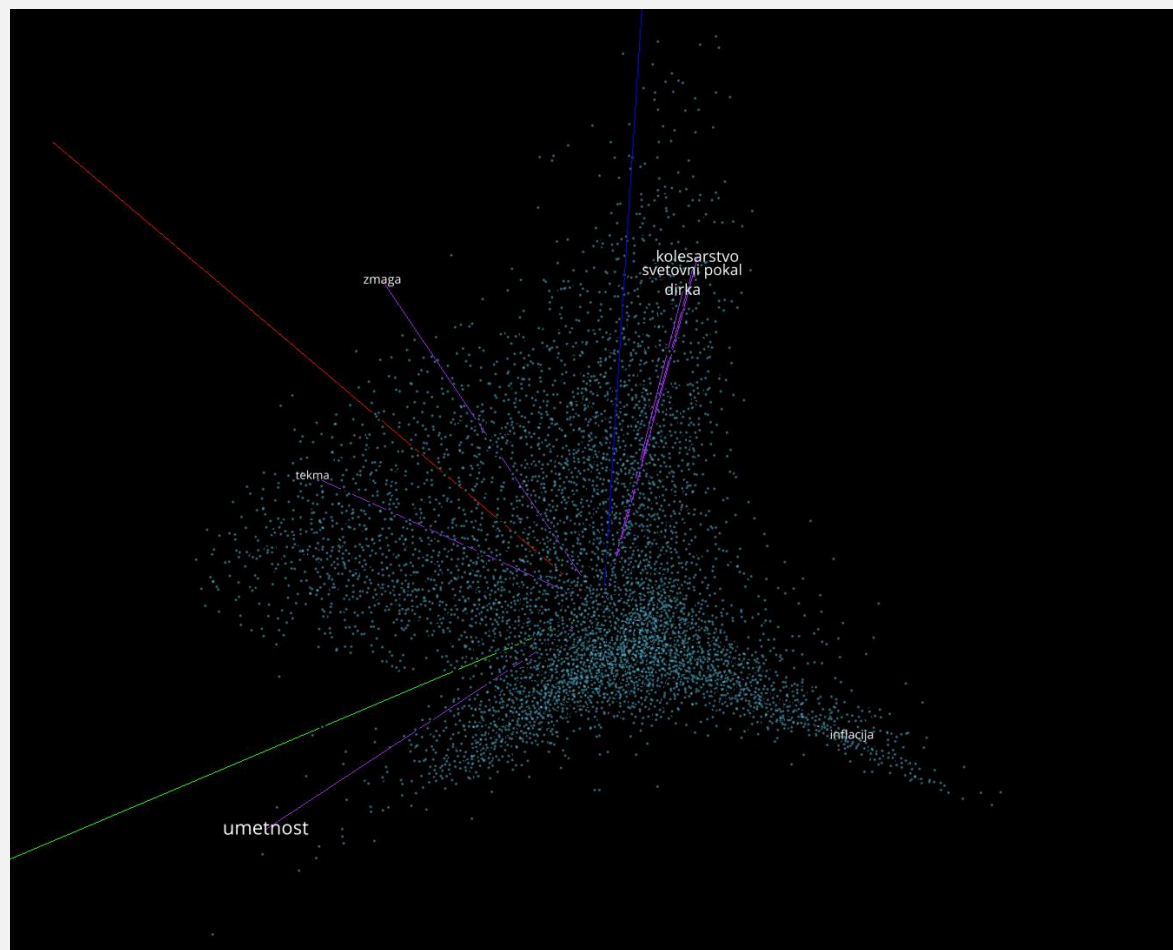 kolesarstvo
svetovni pokal
zmaga
dirka
tekma
inflacija
umetnost